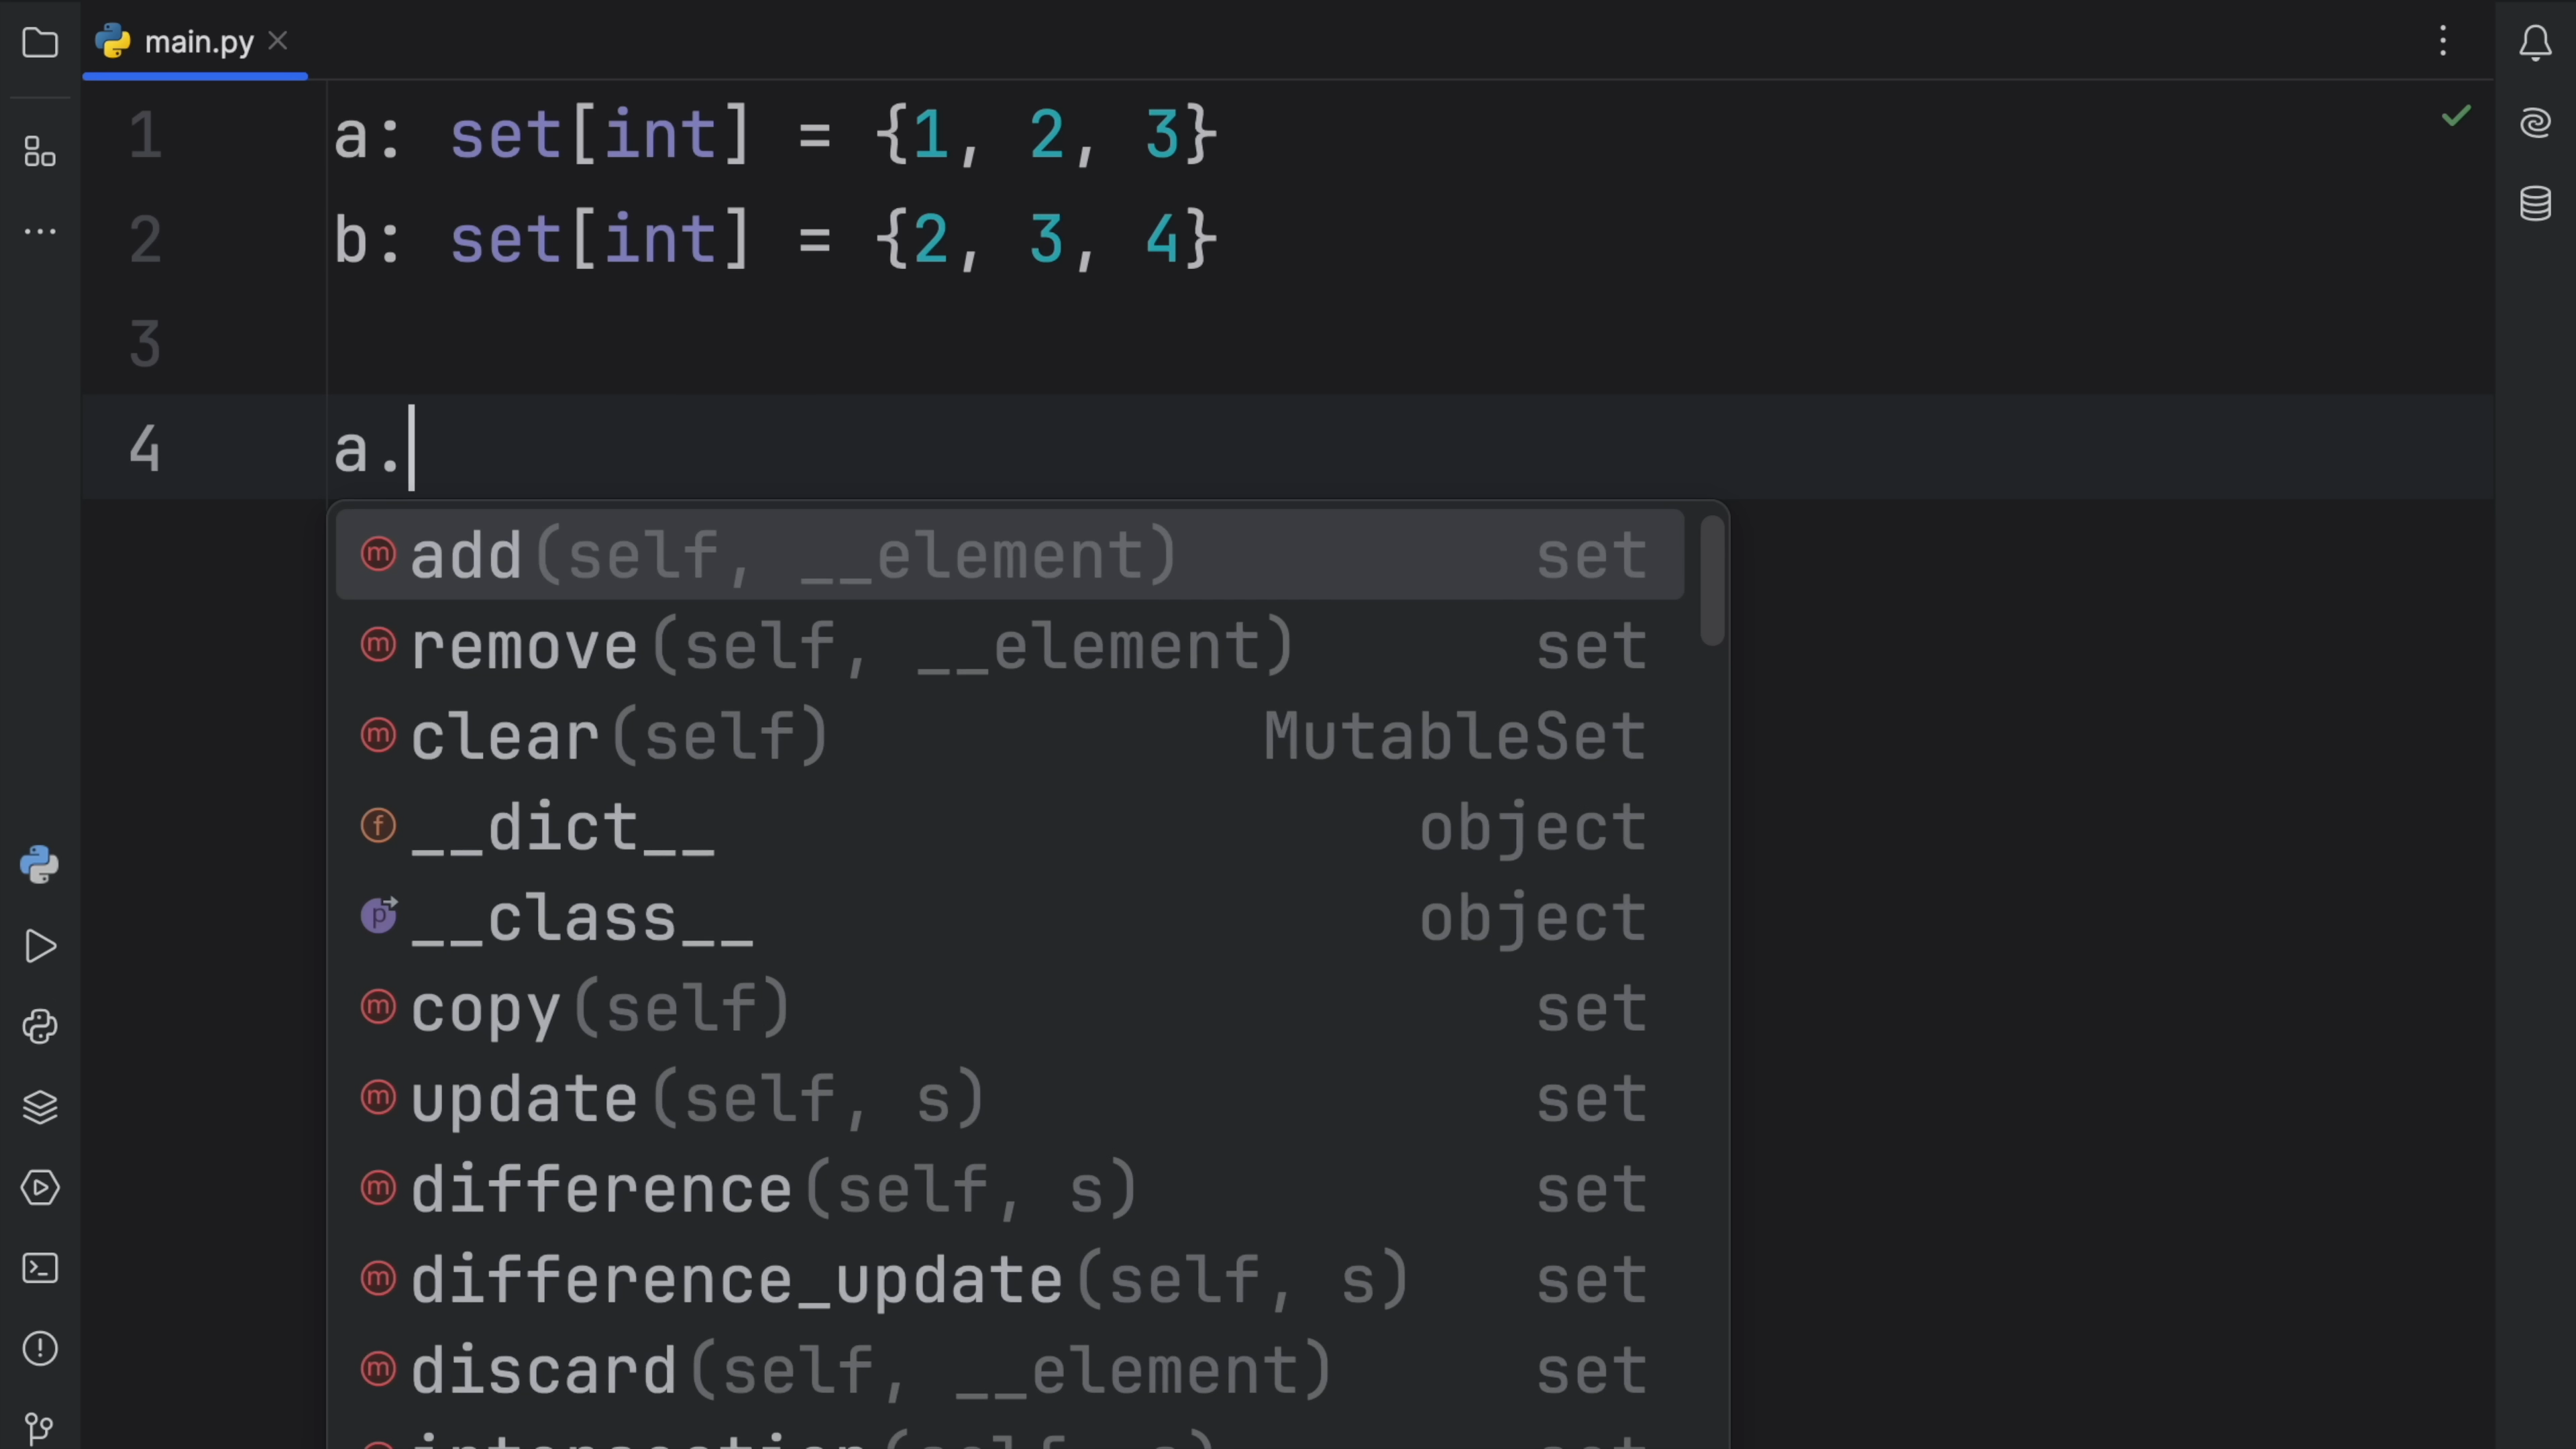 main.py
1 a: set[int] = {1, 2, 3}
2 b: set[int] = {2, 3, 4}
3
4 a.
m add(self, __element) set
m remove(self, __element) set
m clear(self) MutableSet
f __dict__ object
p __class__ object
m copy(self) set
m update(self, s) set
m difference(self, s) set
m difference_update(self, s) set
m discard(self, __element) set